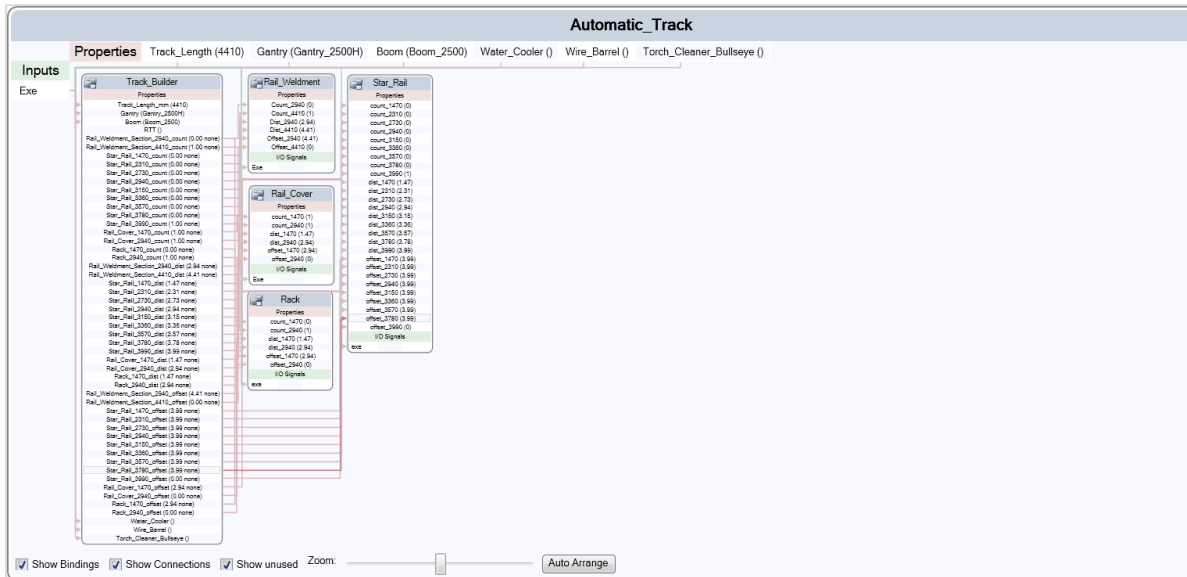 Automatic_Track
Properties Track_Length (4410) Gantry (Gantry_2500H) Boom (Boom_2500) Water_Cooler () Wire_Barrel () Torch_Cleaner_Bullseye ()
Inputs
Exe
Track_Builder
Properties
Track_Length_mm (4410)
Gantry (Gantry_2500H)
Boom (Boom_2500)
RTT ()
Rail_Weldment_Section_2940_count (0.00 none)
Rail_Weldment_Section_4410_count (1.00 none)
Star_Rail_1470_count (0.00 none)
Star_Rail_2310_count (0.00 none)
Star_Rail_2730_count (0.00 none)
Star_Rail_2940_count (0.00 none)
Star_Rail_3150_count (0.00 none)
Star_Rail_3360_count (0.00 none)
Star_Rail_3570_count (0.00 none)
Star_Rail_3780_count (0.00 none)
Star_Rail_3990_count (1.00 none)
Rail_Cover_1470_count (1.00 none)
Rail_Cover_2940_count (1.00 none)
Rack_1470_count (0.00 none)
Rack_2940_count (1.00 none)
Rail_Weldment_Section_2940_dist (2.94 none)
Rail_Weldment_Section_4410_dist (4.41 none)
Star_Rail_1470_dist (1.47 none)
Star_Rail_2310_dist (2.31 none)
Star_Rail_2730_dist (2.73 none)
Star_Rail_2940_dist (2.94 none)
Star_Rail_3150_dist (3.15 none)
Star_Rail_3360_dist (3.36 none)
Star_Rail_3570_dist (3.57 none)
Star_Rail_3780_dist (3.78 none)
Star_Rail_3990_dist (3.99 none)
Rail_Cover_1470_dist (1.47 none)
Rail_Cover_2940_dist (2.94 none)
Rack_1470_dist (1.47 none)
Rack_2940_dist (2.94 none)
Rail_Weldment_Section_2940_offset (4.41 none)
Rail_Weldment_Section_4410_offset (0.00 none)
Star_Rail_1470_offset (3.99 none)
Star_Rail_2310_offset (3.99 none)
Star_Rail_2730_offset (3.99 none)
Star_Rail_2940_offset (3.99 none)
Star_Rail_3150_offset (3.99 none)
Star_Rail_3360_offset (3.99 none)
Star_Rail_3570_offset (3.99 none)
Star_Rail_3780_offset (3.99 none)
Star_Rail_3990_offset (0.00 none)
Rail_Cover_1470_offset (2.94 none)
Rail_Cover_2940_offset (0.00 none)
Rack_1470_offset (2.94 none)
Rack_2940_offset (0.00 none)
Water_Cooler ()
Wire_Barrel ()
Torch_Cleaner_Bullseye ()
Rail_Weldment
Properties
Count_2940 (0)
Count_4410 (1)
Dist_2940 (2.94)
Dist_4410 (4.41)
Offset_2940 (4.41)
Offset_4410 (0)
I/O Signals
Exe
Rail_Cover
Properties
count_1470 (1)
count_2940 (1)
dist_1470 (1.47)
dist_2940 (2.94)
offset_1470 (2.94)
offset_2940 (0)
I/O Signals
Exe
Rack
Properties
count_1470 (0)
count_2940 (1)
dist_1470 (1.47)
dist_2940 (2.94)
offset_1470 (2.94)
offset_2940 (0)
I/O Signals
exe
Star_Rail
Properties
count_1470 (0)
count_2310 (0)
count_2730 (0)
count_2940 (0)
count_3150 (0)
count_3360 (0)
count_3570 (0)
count_3780 (0)
count_3990 (1)
dist_1470 (1.47)
dist_2310 (2.31)
dist_2730 (2.73)
dist_2940 (2.94)
dist_3150 (3.15)
dist_3360 (3.36)
dist_3570 (3.57)
dist_3780 (3.78)
dist_3990 (3.99)
offset_1470 (3.99)
offset_2310 (3.99)
offset_2730 (3.99)
offset_2940 (3.99)
offset_3150 (3.99)
offset_3360 (3.99)
offset_3570 (3.99)
offset_3780 (3.99)
offset_3990 (0)
I/O Signals
exe
Show Bindings Show Connections Show unused Zoom: Auto Arrange